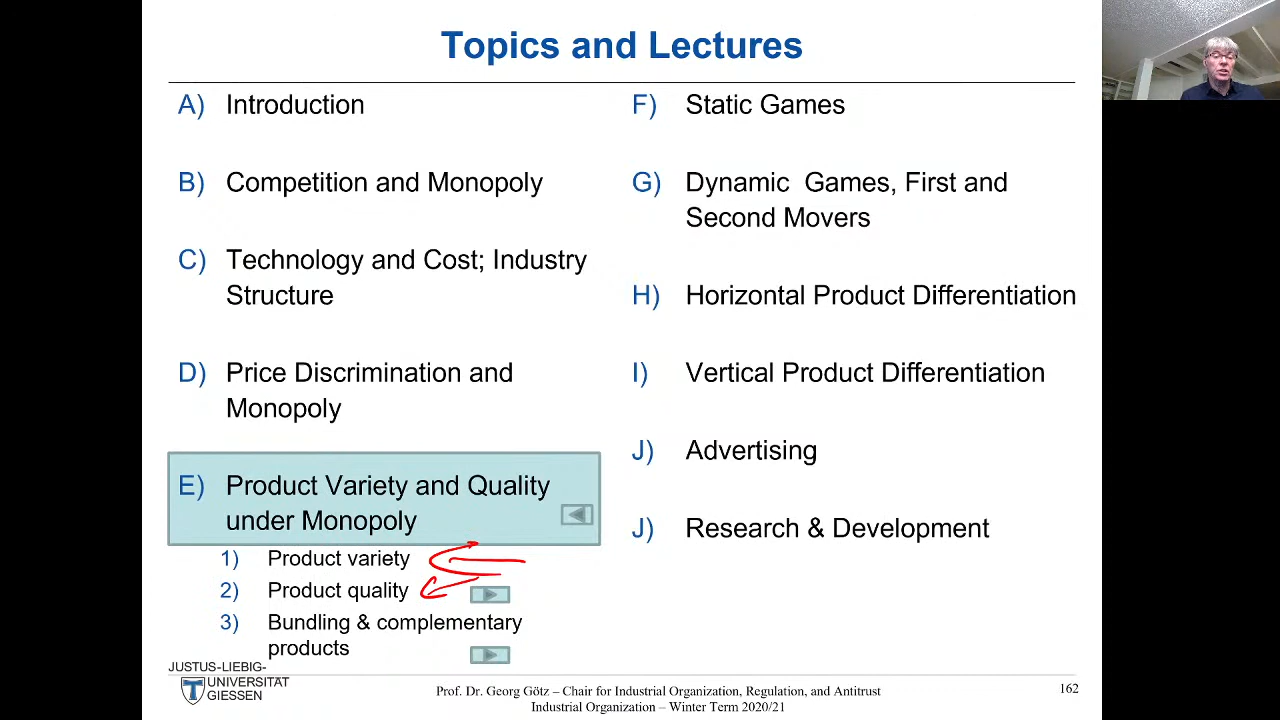 Topics and Lectures
A) Introduction
B) Competition and Monopoly
C) Technology and Cost; Industry
Structure
D) Price Discrimination and
Monopoly
E) Product Variety and Quality
under Monopoly
1) Product variety
2) Product quality
3) Bundling & complementary
products
F) Static Games
G) Dynamic  Games, First and
Second Movers
H) Horizontal Product Differentiation
I) Vertical Product Differentiation
J) Advertising
J) Research & Development
JUSTUS-LIEBIG-
UNIVERSITÄT
GIESSEN
Prof. Dr. Georg Götz – Chair for Industrial Organization, Regulation, and Antitrust
Industrial Organization – Winter Term 2020/21
162